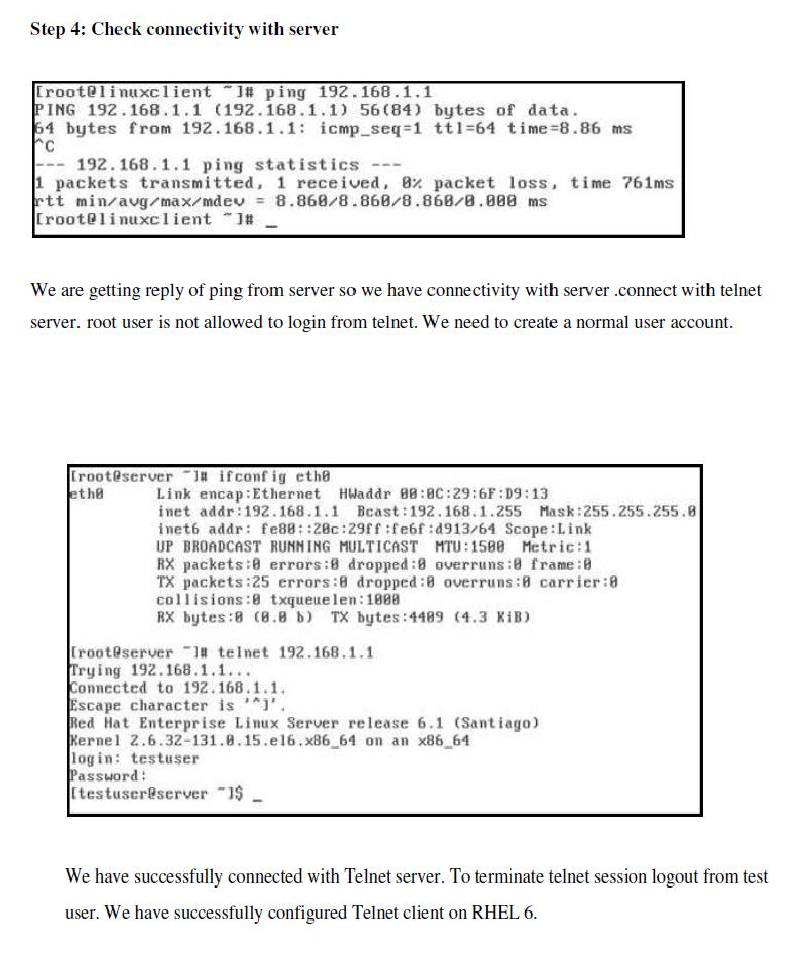 Step 4: Check connectivity with server
[root@linuxclient ~]# ping 192.168.1.1
PING 192.168.1.1 (192.168.1.1) 56(84) bytes of data.
64 bytes from 192.168.1.1: icmp_seq=1 ttl=64 time=8.86 ms
^C
--- 192.168.1.1 ping statistics ---
1 packets transmitted, 1 received, 0% packet loss, time 761ms
rtt min/avg/max/mdev = 8.860/8.860/8.860/0.000 ms
[root@linuxclient ~]# _
We are getting reply of ping from server so we have connectivity with server .connect with telnet
server. root user is not allowed to login from telnet. We need to create a normal user account.
[root@server ~]# ifconfig eth0
eth0 Link encap:Ethernet HWaddr 00:0C:29:6F:D9:13
inet addr:192.168.1.1 Bcast:192.168.1.255 Mask:255.255.255.0
inet6 addr: fe80::20c:29ff:fe6f:d913/64 Scope:Link
UP BROADCAST RUNNING MULTICAST MTU:1500 Metric:1
RX packets:0 errors:0 dropped:0 overruns:0 frame:0
TX packets:25 errors:0 dropped:0 overruns:0 carrier:0
collisions:0 txqueuelen:1000
RX bytes:0 (0.0 b) TX bytes:4409 (4.3 KiB)
[root@server ~]# telnet 192.168.1.1
Trying 192.168.1.1...
Connected to 192.168.1.1.
Escape character is '^]'.
Red Hat Enterprise Linux Server release 6.1 (Santiago)
Kernel 2.6.32-131.0.15.el6.x86_64 on an x86_64
login: testuser
Password:
[testuser@server ~]$ _
We have successfully connected with Telnet server. To terminate telnet session logout from test
user. We have successfully configured Telnet client on RHEL 6.